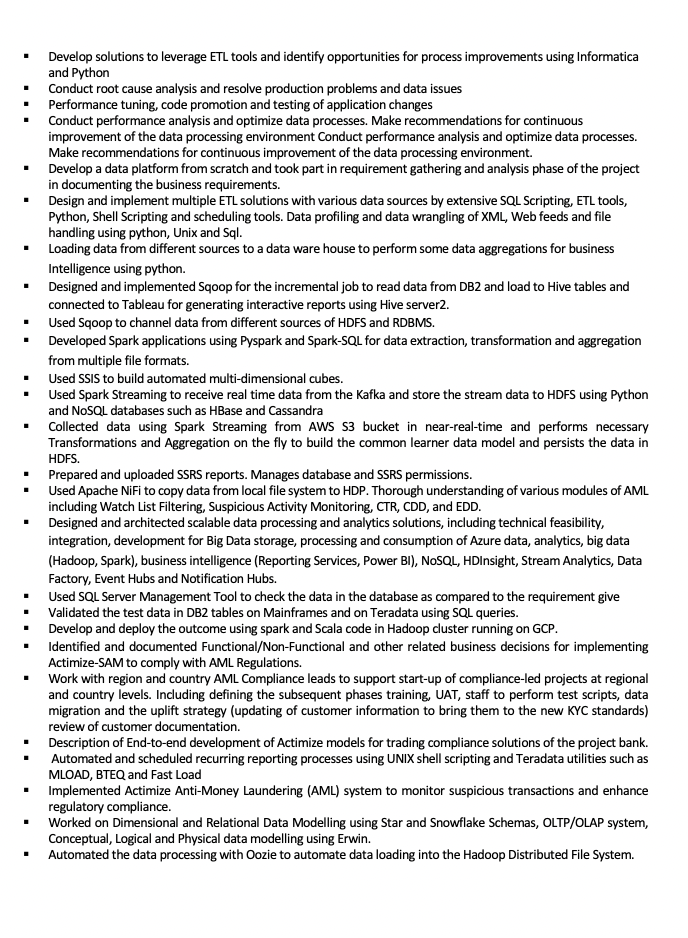 ▪ Develop solutions to leverage ETL tools and identify opportunities for process improvements using Informatica
and Python
▪ Conduct root cause analysis and resolve production problems and data issues
▪ Performance tuning, code promotion and testing of application changes
▪ Conduct performance analysis and optimize data processes. Make recommendations for continuous
improvement of the data processing environment Conduct performance analysis and optimize data processes.
Make recommendations for continuous improvement of the data processing environment.
▪ Develop a data platform from scratch and took part in requirement gathering and analysis phase of the project
in documenting the business requirements.
▪ Design and implement multiple ETL solutions with various data sources by extensive SQL Scripting, ETL tools,
Python, Shell Scripting and scheduling tools. Data profiling and data wrangling of XML, Web feeds and file
handling using python, Unix and Sql.
▪ Loading data from different sources to a data ware house to perform some data aggregations for business
Intelligence using python.
▪ Designed and implemented Sqoop for the incremental job to read data from DB2 and load to Hive tables and
connected to Tableau for generating interactive reports using Hive server2.
▪ Used Sqoop to channel data from different sources of HDFS and RDBMS.
▪ Developed Spark applications using Pyspark and Spark-SQL for data extraction, transformation and aggregation
from multiple file formats.
▪ Used SSIS to build automated multi-dimensional cubes.
▪ Used Spark Streaming to receive real time data from the Kafka and store the stream data to HDFS using Python
and NoSQL databases such as HBase and Cassandra
▪ Collected data using Spark Streaming from AWS S3 bucket in near-real-time and performs necessary
Transformations and Aggregation on the fly to build the common learner data model and persists the data in
HDFS.
▪ Prepared and uploaded SSRS reports. Manages database and SSRS permissions.
▪ Used Apache NiFi to copy data from local file system to HDP. Thorough understanding of various modules of AML
including Watch List Filtering, Suspicious Activity Monitoring, CTR, CDD, and EDD.
▪ Designed and architected scalable data processing and analytics solutions, including technical feasibility,
integration, development for Big Data storage, processing and consumption of Azure data, analytics, big data
(Hadoop, Spark), business intelligence (Reporting Services, Power BI), NoSQL, HDInsight, Stream Analytics, Data
Factory, Event Hubs and Notification Hubs.
▪ Used SQL Server Management Tool to check the data in the database as compared to the requirement give
▪ Validated the test data in DB2 tables on Mainframes and on Teradata using SQL queries.
▪ Develop and deploy the outcome using spark and Scala code in Hadoop cluster running on GCP.
▪ Identified and documented Functional/Non-Functional and other related business decisions for implementing
Actimize-SAM to comply with AML Regulations.
▪ Work with region and country AML Compliance leads to support start-up of compliance-led projects at regional
and country levels. Including defining the subsequent phases training, UAT, staff to perform test scripts, data
migration and the uplift strategy (updating of customer information to bring them to the new KYC standards)
review of customer documentation.
▪ Description of End-to-end development of Actimize models for trading compliance solutions of the project bank.
▪ Automated and scheduled recurring reporting processes using UNIX shell scripting and Teradata utilities such as
MLOAD, BTEQ and Fast Load
▪ Implemented Actimize Anti-Money Laundering (AML) system to monitor suspicious transactions and enhance
regulatory compliance.
▪ Worked on Dimensional and Relational Data Modelling using Star and Snowflake Schemas, OLTP/OLAP system,
Conceptual, Logical and Physical data modelling using Erwin.
▪ Automated the data processing with Oozie to automate data loading into the Hadoop Distributed File System.